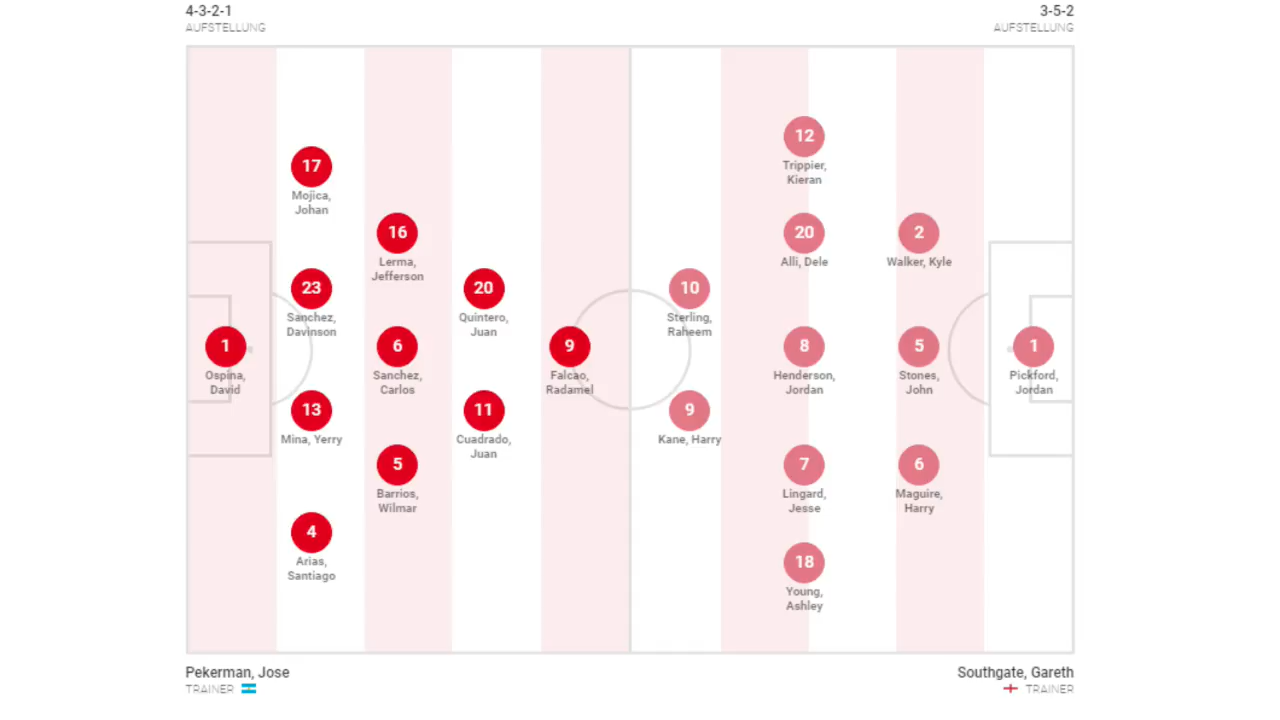 4-3-2-1
AUFSTELLUNG
3-5-2
AUFSTELLUNG
17
Mojica,
Johan
16
Lerma,
Jefferson
23
Sanchez,
Davinson
20
Quintero,
Juan
1
Ospina,
David
6
Sanchez,
Carlos
9
Falcao,
Radamel
13
Mina, Yerry
11
Cuadrado,
Juan
5
Barrios,
Wilmar
4
Arias,
Santiago
12
Trippier,
Kieran
20
Alli, Dele
2
Walker, Kyle
10
Sterling,
Raheem
8
Henderson,
Jordan
5
Stones,
John
1
Pickford,
Jordan
9
Kane, Harry
7
Lingard,
Jesse
6
Maguire,
Harry
18
Young,
Ashley
Pekerman, Jose
TRAINER
Southgate, Gareth
TRAINER